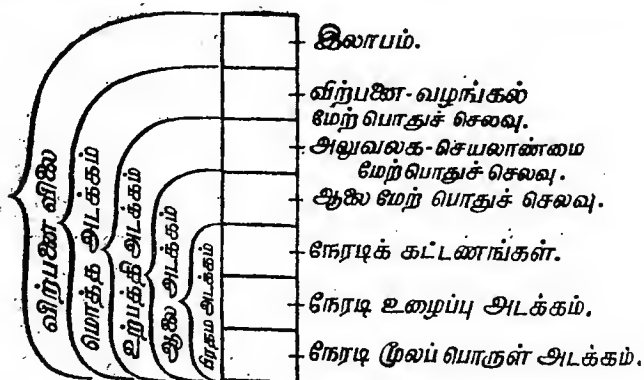 இலாபம்.
விற்பனை-வழங்கல்
மேற்பொதுச் செலவு.
அலுவலக-செயலாண்மை
மேற்பொதுச் செலவு.
ஆலை மேற் பொதுச் செலவு.
நேரடிக் கட்டணங்கள்.
நேரடி உழைப்பு அடக்கம்.
நேரடி மூலப் பொருள் அடக்கம்.
விற்பனை விலை
மொத்த அடக்கம்
உற்பத்தி அடக்கம்
ஆலை அடக்கம்
பிரதம அடக்கம்